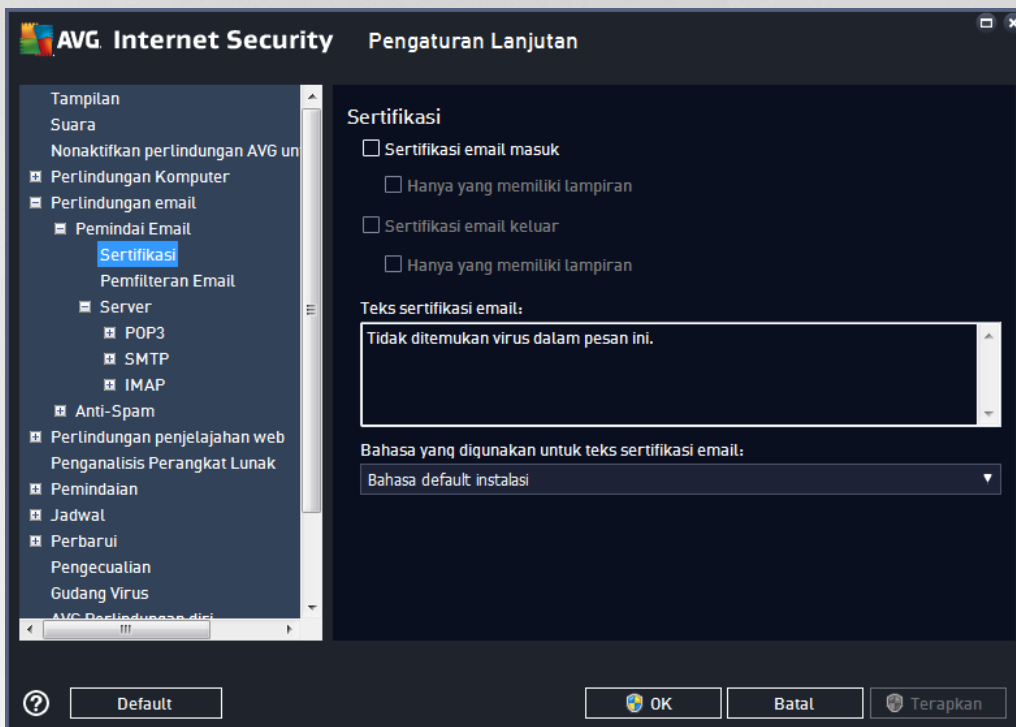 AVG. Internet Security Pengaturan Lanjutan
Tampilan
Suara
Nonaktifkan perlindungan AVG un
Perlindungan Komputer
Perlindungan email
Pemindai Email
Sertifikasi
Pemfilteran Email
Server
POP3
SMTP
IMAP
Anti-Spam
Perlindungan penjelajahan web
Penganalisis Perangkat Lunak
Pemindaian
Jadwal
Perbarui
Pengecualian
Gudang Virus
AVG Perlindungan diri
Sertifikasi
Sertifikasi email masuk
Hanya yang memiliki lampiran
Sertifikasi email keluar
Hanya yang memiliki lampiran
Teks sertifikasi email:
Tidak ditemukan virus dalam pesan ini.
Bahasa yang digunakan untuk teks sertifikasi email:
Bahasa default instalasi
? Default OK Batal Terapkan